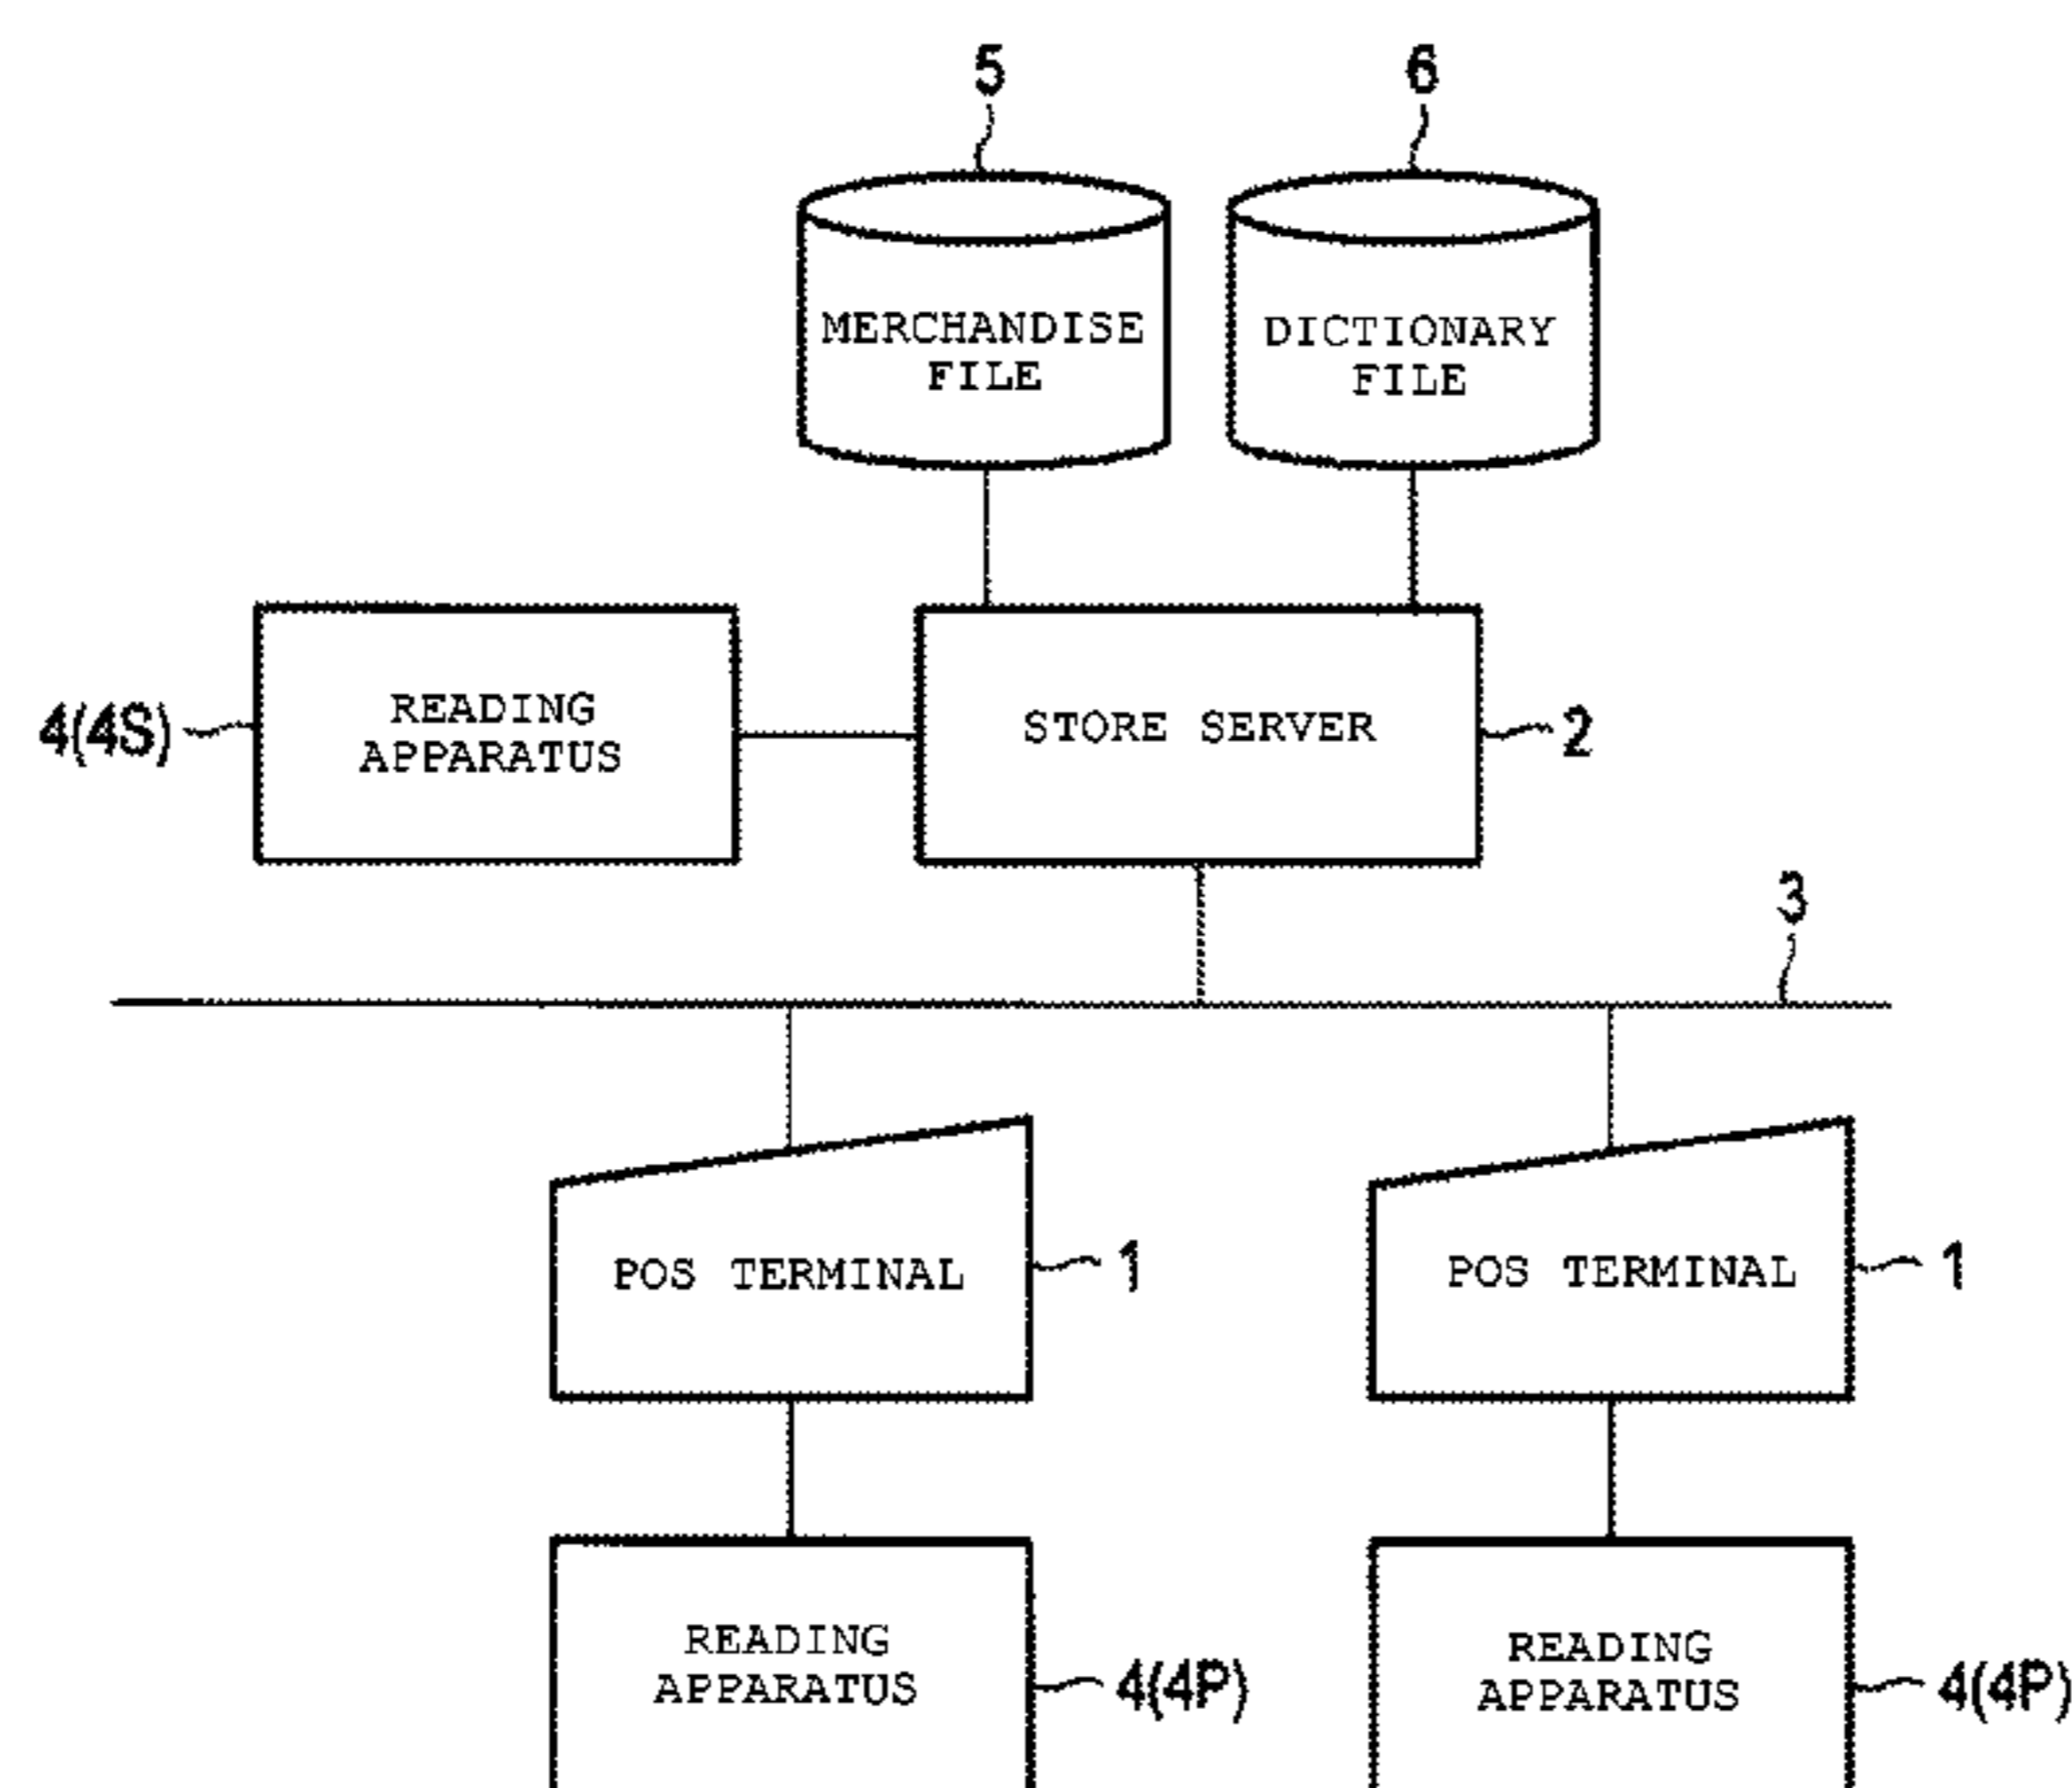 5
6
MERCHANDISE
FILE
DICTIONARY
FILE
4(4S)
READING
APPARATUS
STORE SERVER
2
3
POS TERMINAL
1
POS TERMINAL
1
READING
APPARATUS
4(4P)
READING
APPARATUS
4(4P)